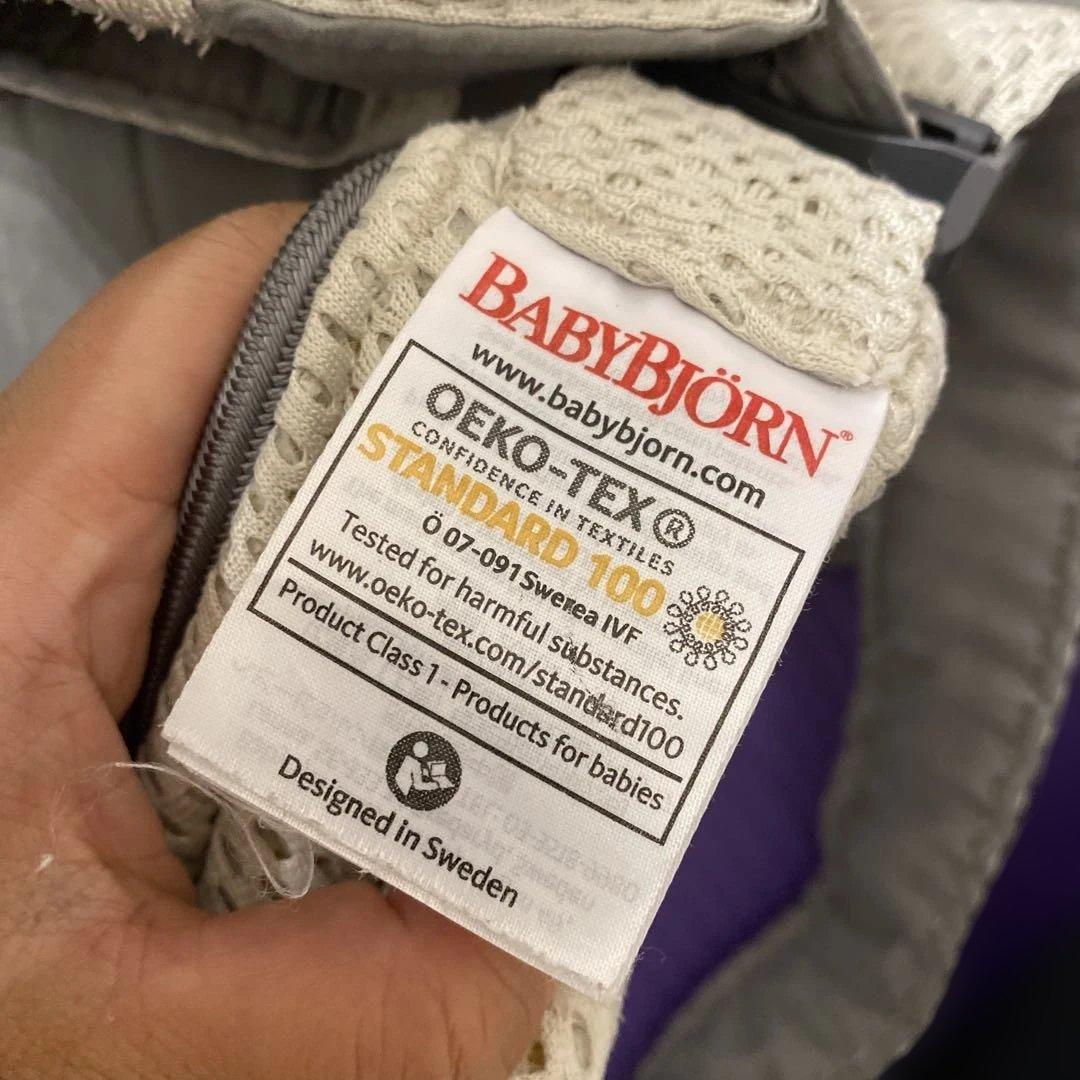 BABYBJÖRN®
www.babybjorn.com
OEKO-TEX®
CONFIDENCE IN TEXTILES
STANDARD 100
Ö 07-091 Swerea IVF
Tested for harmful substances.
www.oeko-tex.com/standard100
Product Class 1 - Products for babies
Designed in Sweden